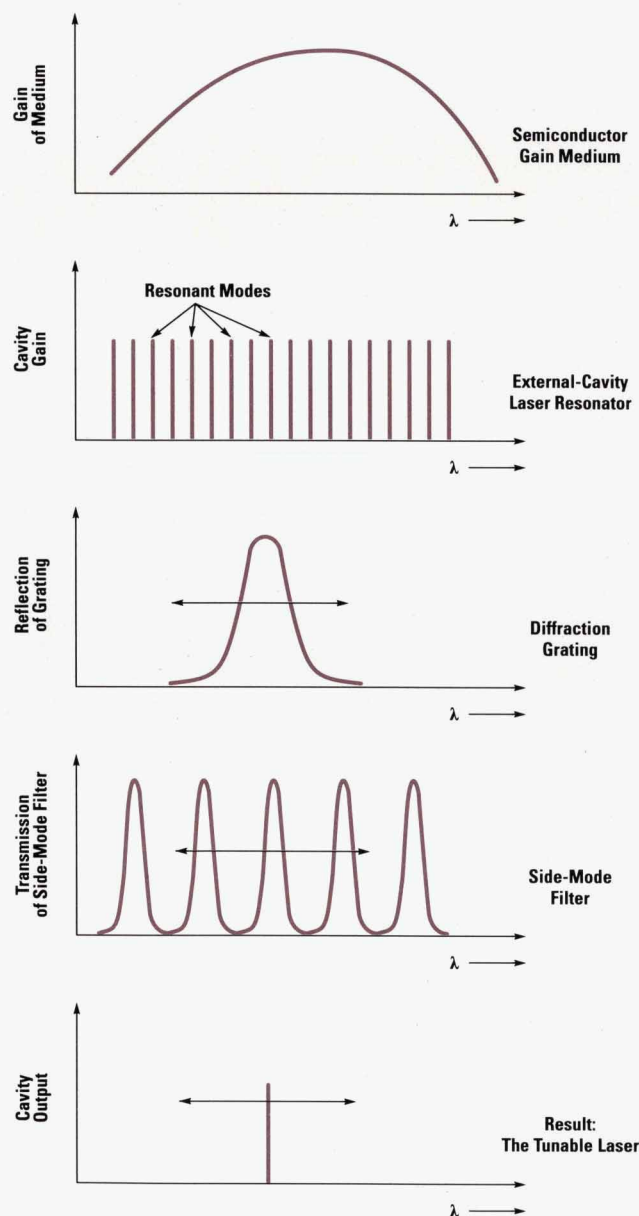 Gain
of Medium
Semiconductor
Gain Medium
λ
Resonant Modes
Cavity
Gain
External-Cavity
Laser Resonator
λ
Reflection
of Grating
Diffraction
Grating
λ
Transmission
of Side-Mode Filter
Side-Mode
Filter
λ
Cavity
Output
Result:
The Tunable Laser
λ